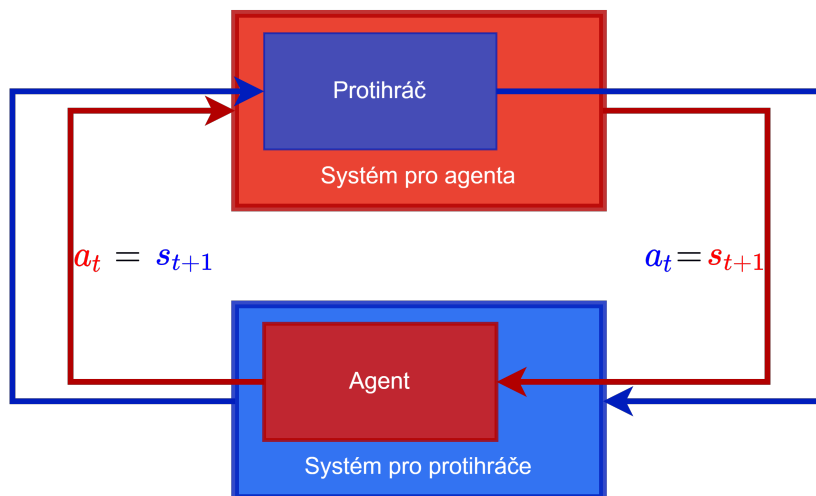 Protihráč
Systém pro agenta
a_t = s_{t+1}
a_t = s_{t+1}
Agent
Systém pro protihráče